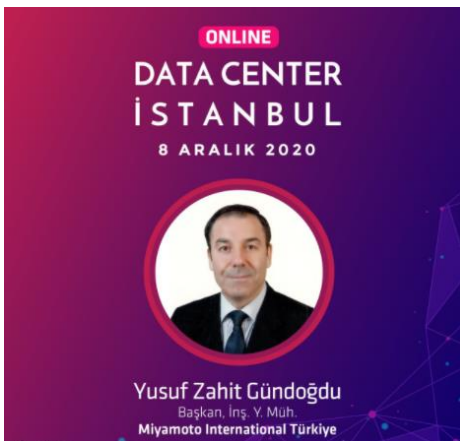 ONLINE
DATA CENTER
İSTANBUL
8 ARALIK 2020
Yusuf Zahit Gündoğdu
Başkan, İnş. Y. Müh.
Miyamoto International Türkiye